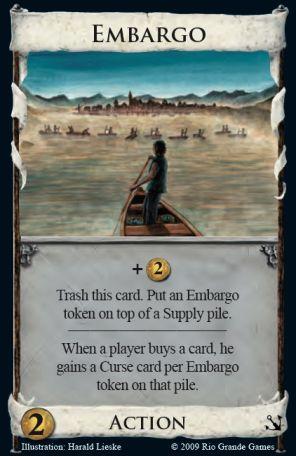 EMBARGO
+ 2
Trash this card. Put an Embargo
token on top of a Supply pile.
When a player buys a card, he
gains a Curse card per Embargo
token on that pile.
2 ACTION
Illustration: Harald Lieske © 2009 Rio Grande Games